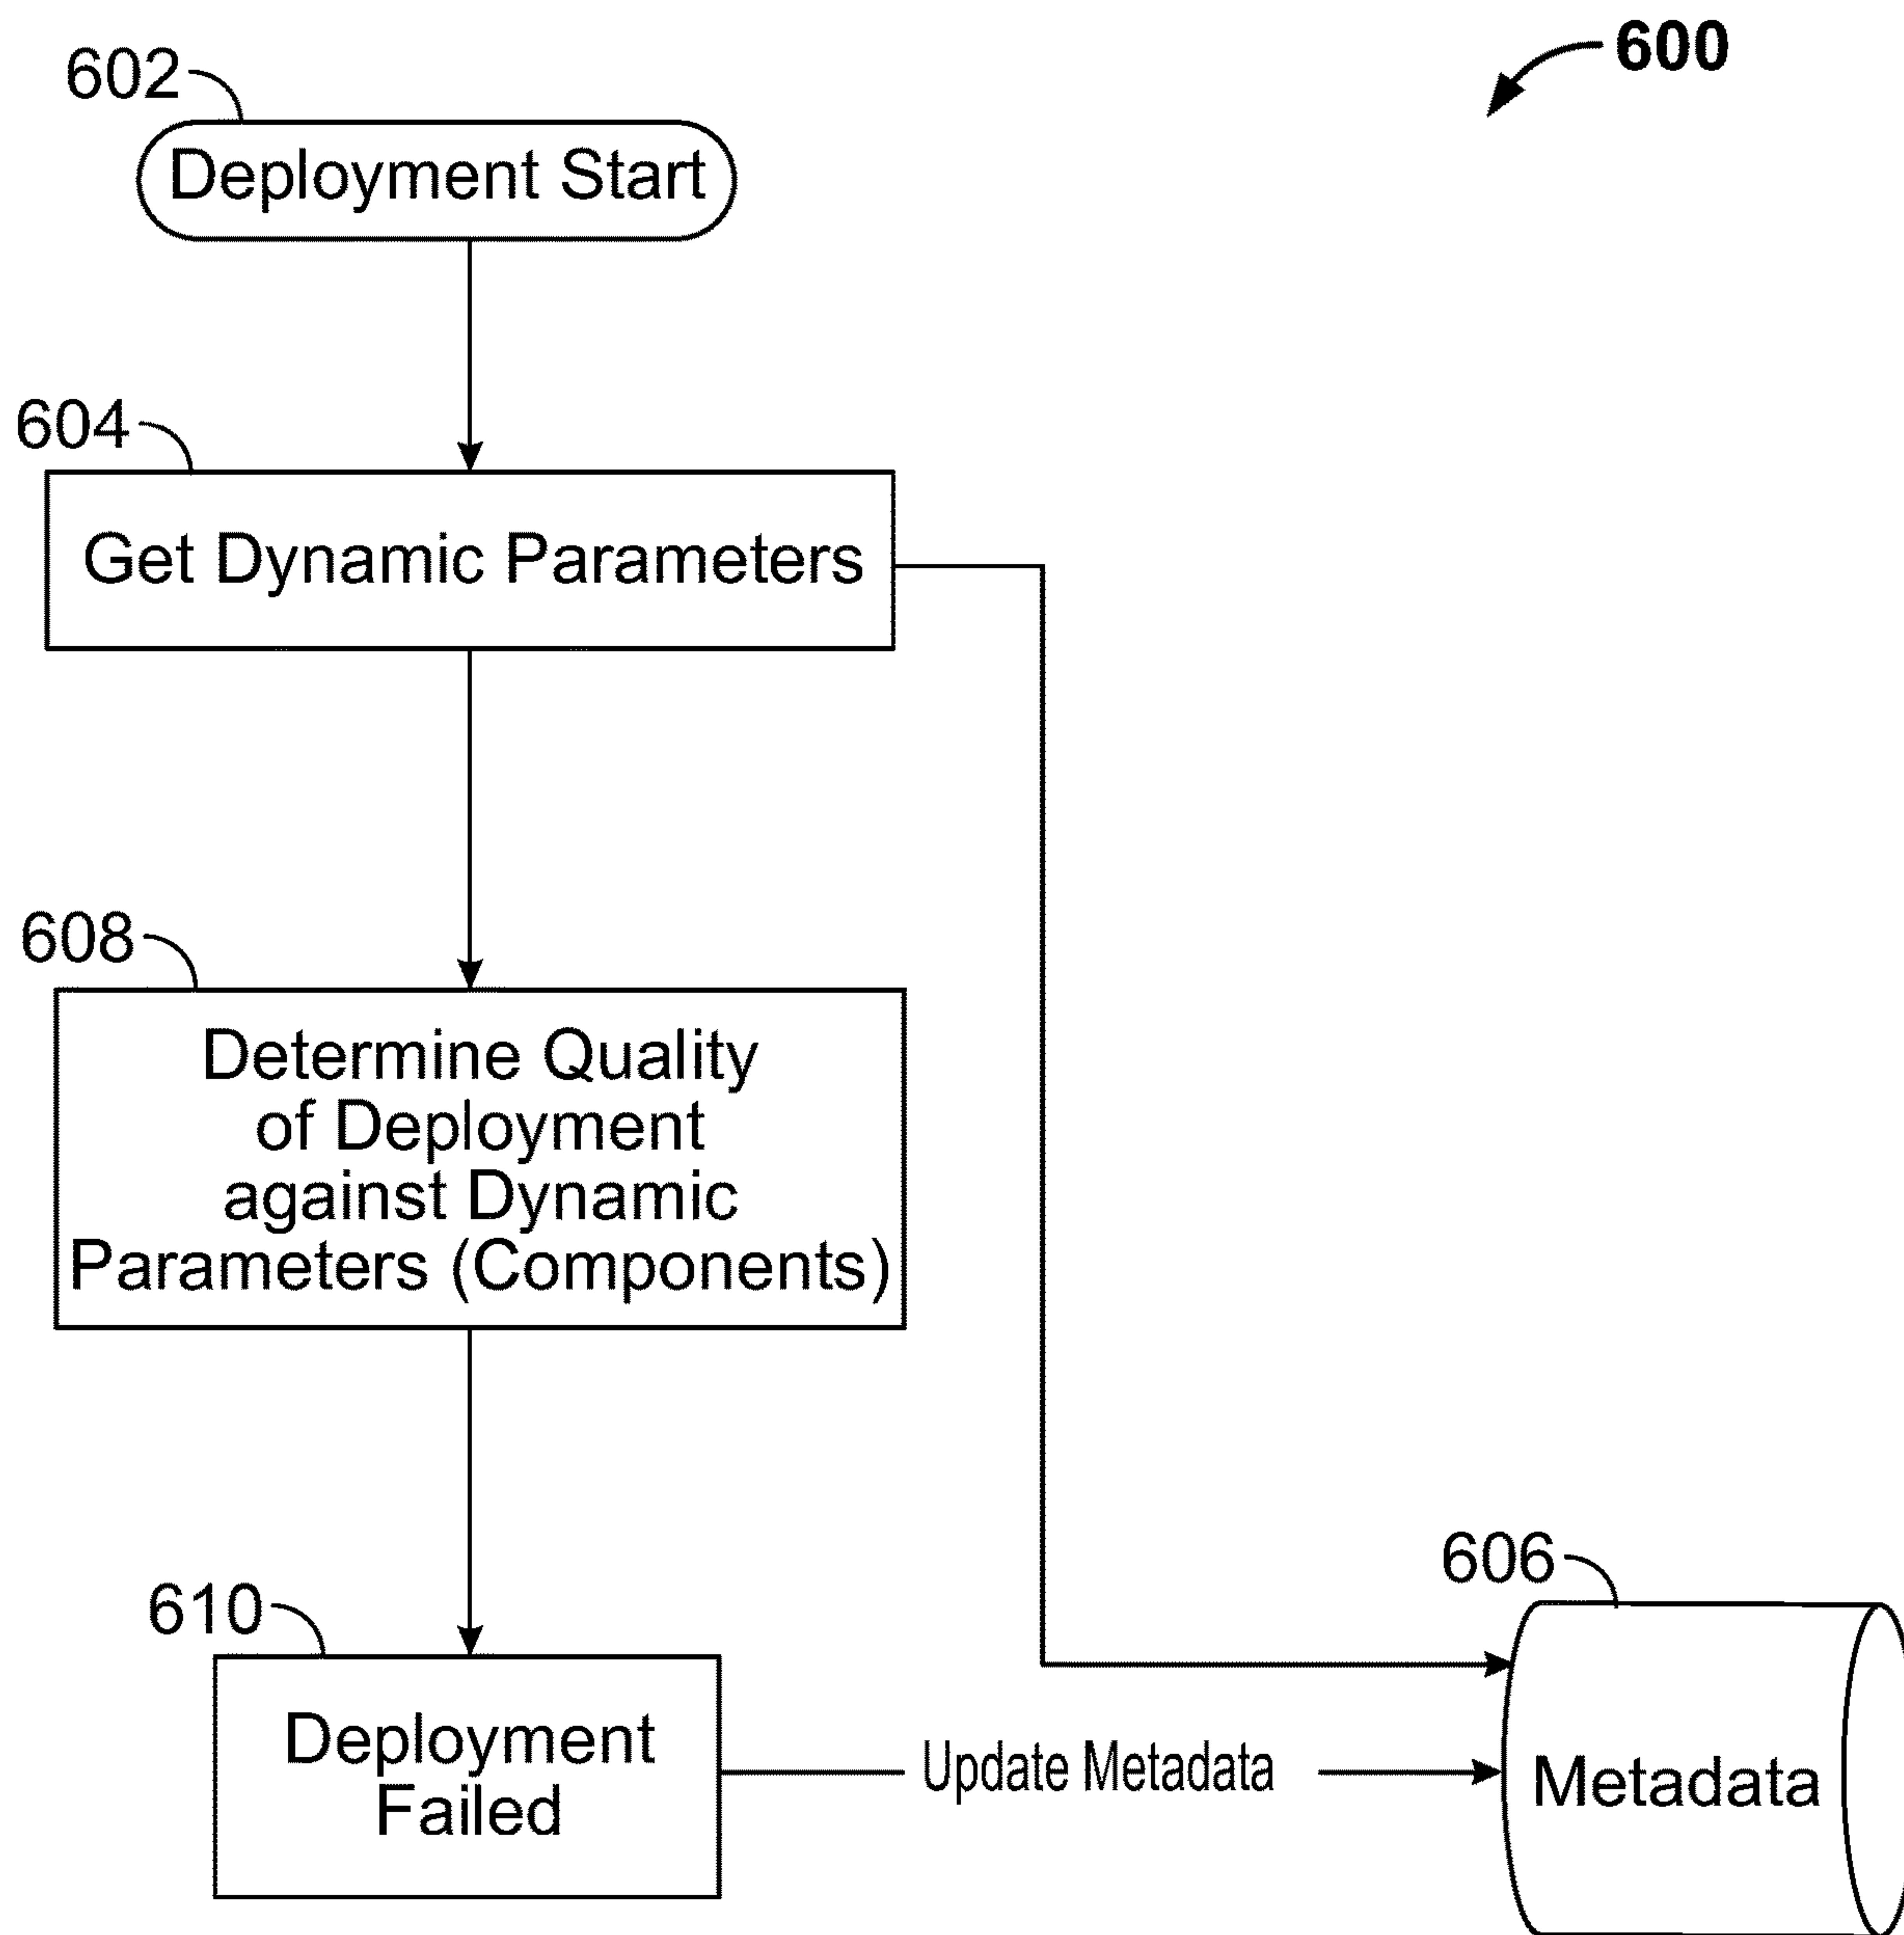 600
602
Deployment Start
604
Get Dynamic Parameters
608
Determine Quality
of Deployment
against Dynamic
Parameters (Components)
610
Deployment
Failed
Update Metadata
606
Metadata